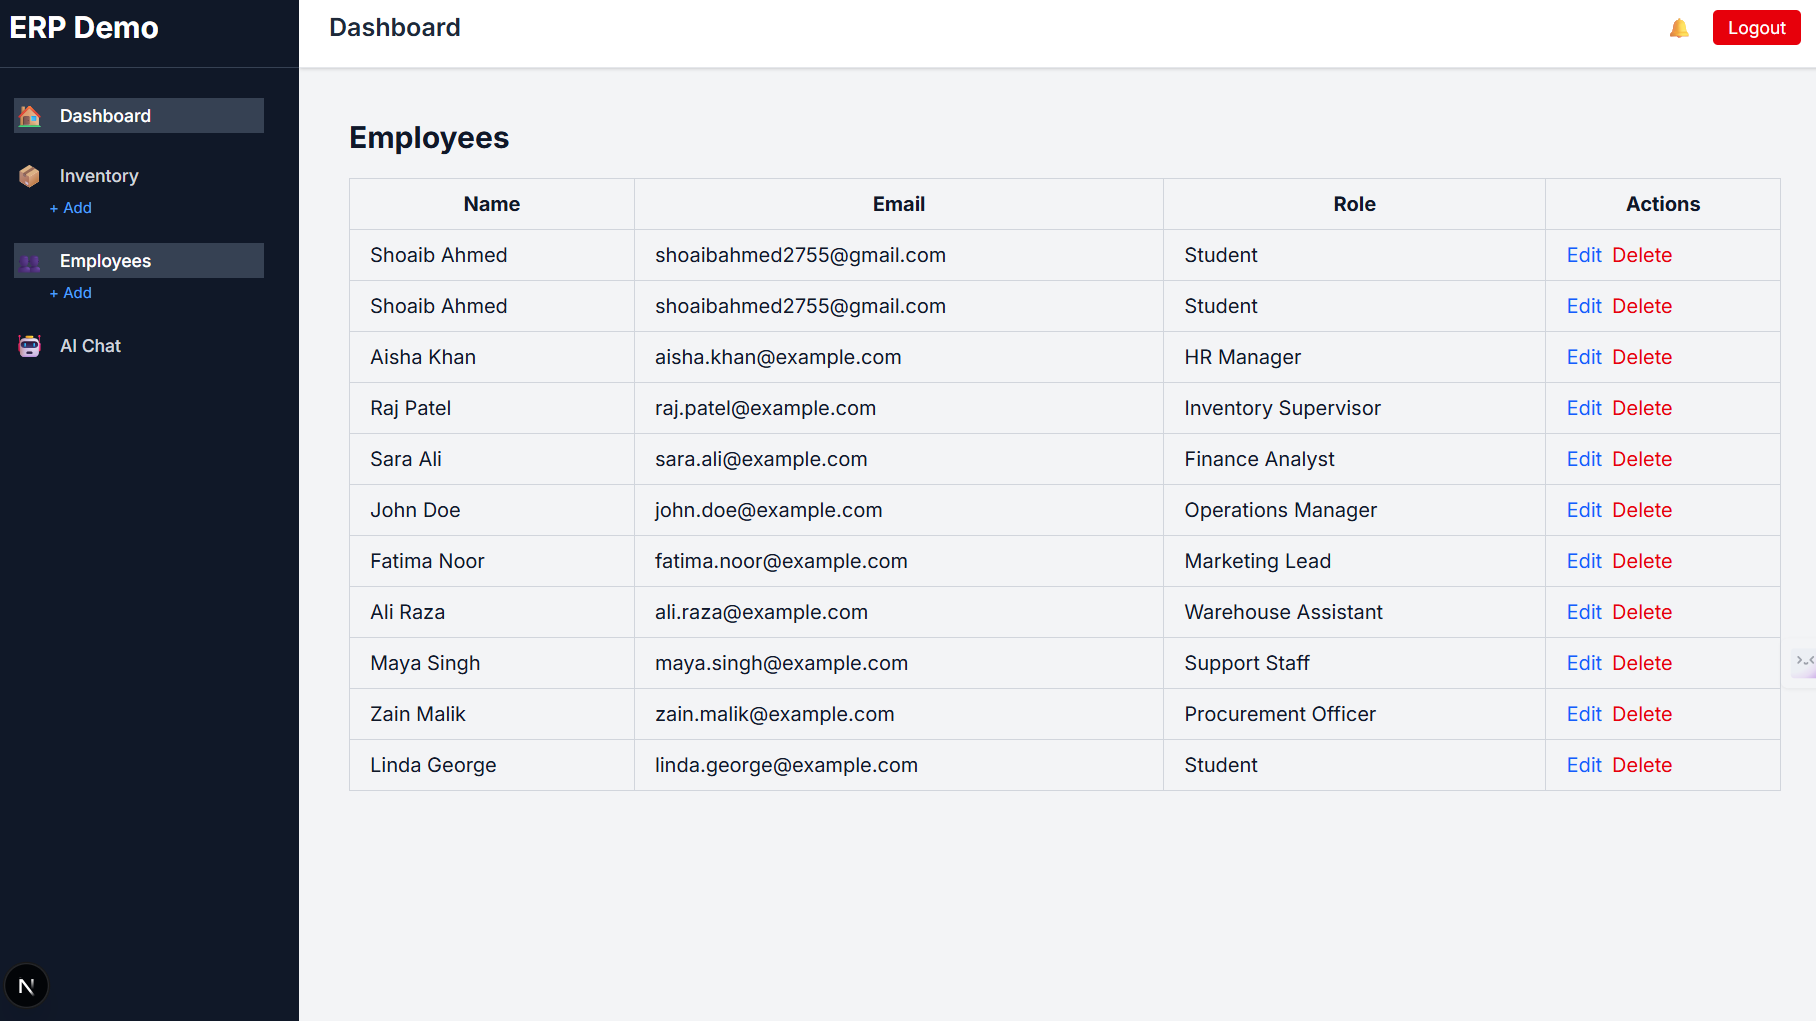 ERP Demo
Dashboard
Logout
Dashboard
Inventory
+ Add
Employees
+ Add
AI Chat
Employees
Name Email Role Actions
Shoaib Ahmed shoaibahmed2755@gmail.com Student Edit Delete
Shoaib Ahmed shoaibahmed2755@gmail.com Student Edit Delete
Aisha Khan aisha.khan@example.com HR Manager Edit Delete
Raj Patel raj.patel@example.com Inventory Supervisor Edit Delete
Sara Ali sara.ali@example.com Finance Analyst Edit Delete
John Doe john.doe@example.com Operations Manager Edit Delete
Fatima Noor fatima.noor@example.com Marketing Lead Edit Delete
Ali Raza ali.raza@example.com Warehouse Assistant Edit Delete
Maya Singh maya.singh@example.com Support Staff Edit Delete
Zain Malik zain.malik@example.com Procurement Officer Edit Delete
Linda George linda.george@example.com Student Edit Delete
N